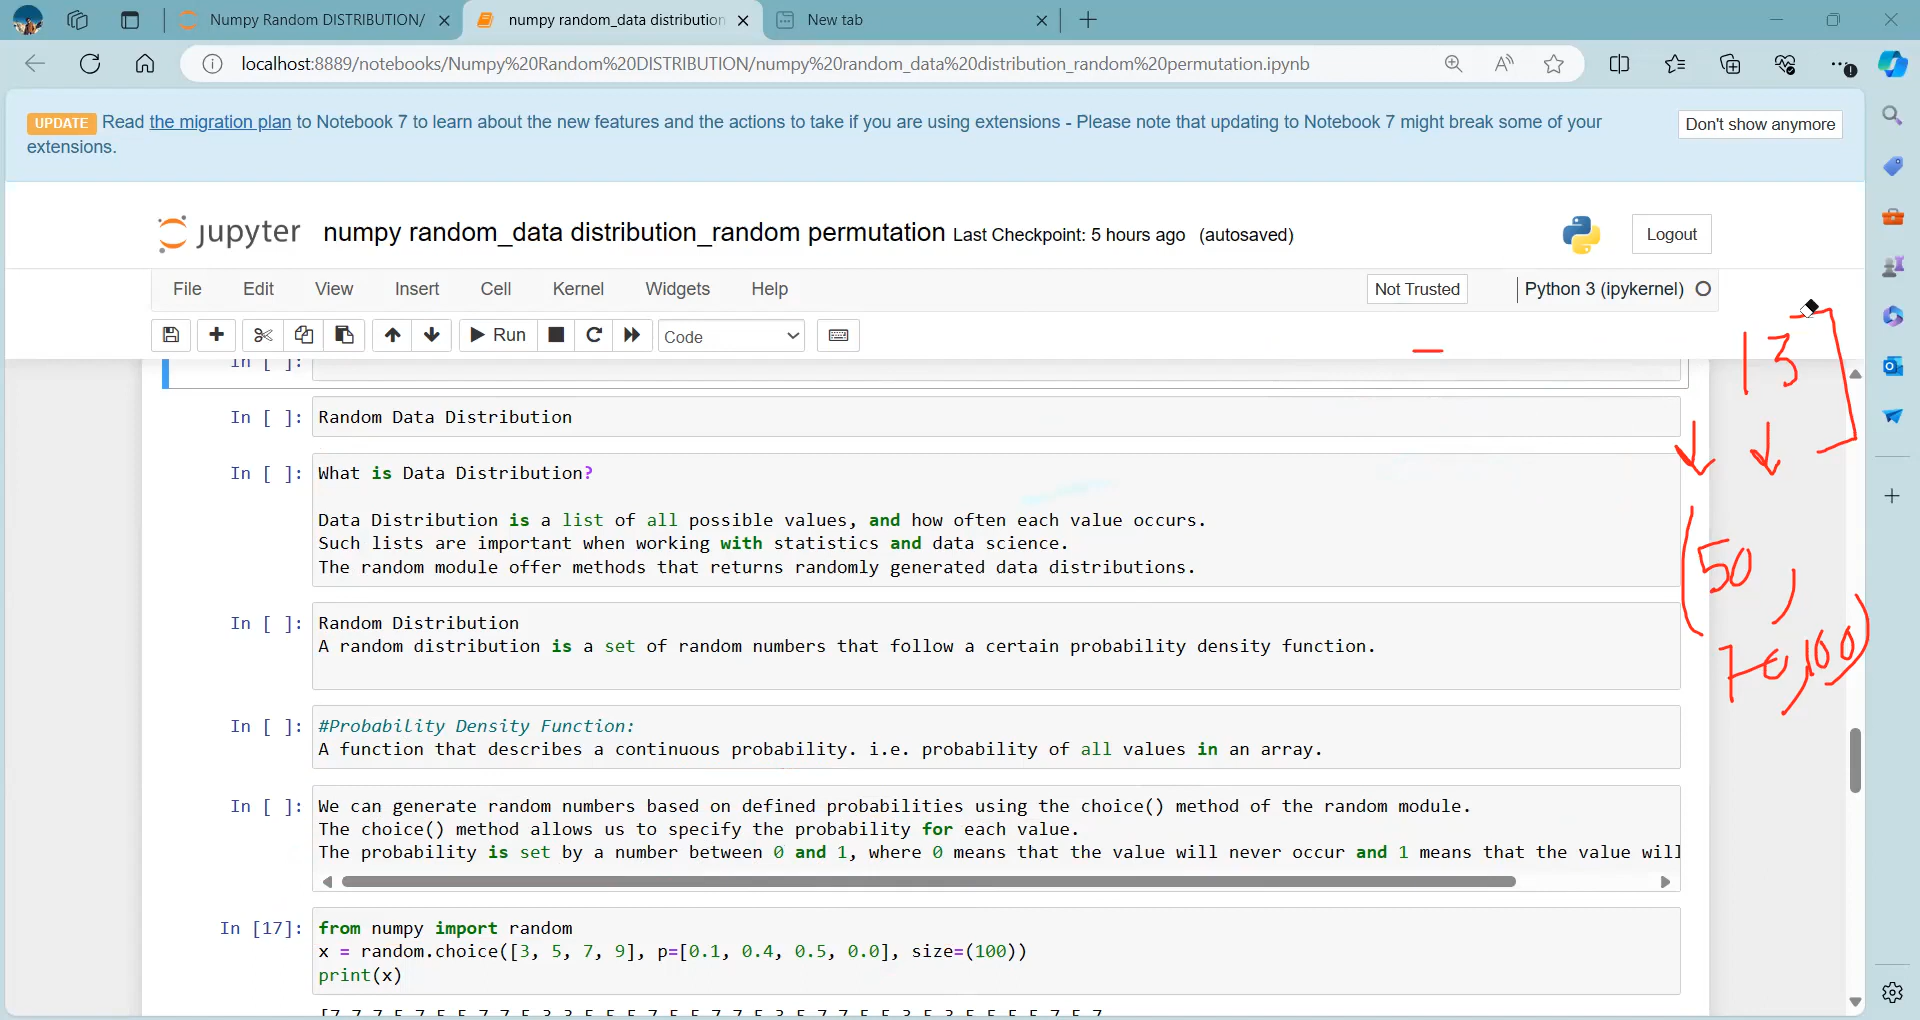 Numpy Random DISTRIBUTION/
numpy random_data distribution
New tab
localhost:8889/notebooks/Numpy%20Random%20DISTRIBUTION/numpy%20random_data%20distribution_random%20permutation.ipynb
UPDATE Read the migration plan to Notebook 7 to learn about the new features and the actions to take if you are using extensions - Please note that updating to Notebook 7 might break some of your
extensions.
Don't show anymore
jupyter numpy random_data distribution_random permutation Last Checkpoint: 5 hours ago (autosaved)
Logout
File Edit View Insert Cell Kernel Widgets Help
Not Trusted
Python 3 (ipykernel)
Run
Code
13
In [ ]:
In [ ]: Random Data Distribution
In [ ]: What is Data Distribution?
Data Distribution is a list of all possible values, and how often each value occurs.
Such lists are important when working with statistics and data science.
The random module offer methods that returns randomly generated data distributions.
(50,
70,100)
In [ ]: Random Distribution
A random distribution is a set of random numbers that follow a certain probability density function.
In [ ]: #Probability Density Function:
A function that describes a continuous probability. i.e. probability of all values in an array.
In [ ]: We can generate random numbers based on defined probabilities using the choice() method of the random module.
The choice() method allows us to specify the probability for each value.
The probability is set by a number between 0 and 1, where 0 means that the value will never occur and 1 means that the value will
In [17]: from numpy import random
x = random.choice([3, 5, 7, 9], p=[0.1, 0.4, 0.5, 0.0], size=(100))
print(x)